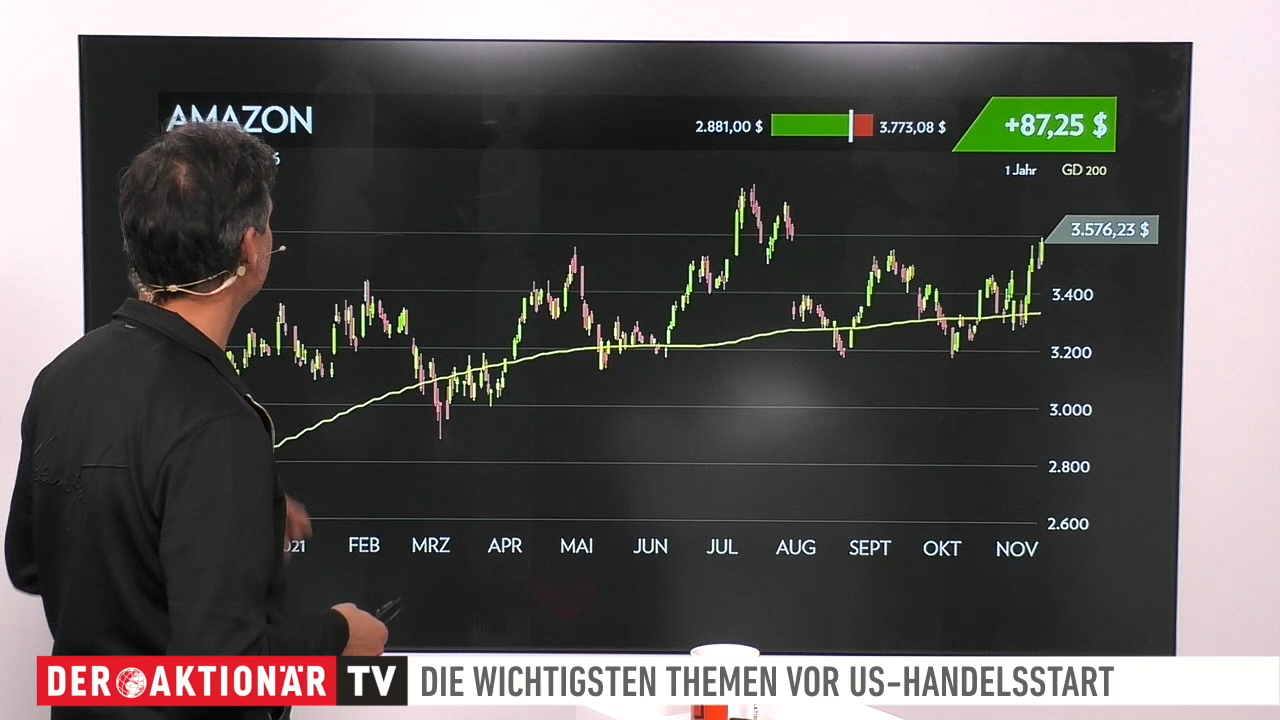 AMAZON
2.881,00 $
3.773,08 $
+87,25 $
1 Jahr
GD 200
3.576,23 $
3.400
3.200
3.000
2.800
2.600
FEB MRZ APR MAI JUN JUL AUG SEPT OKT NOV
DER AKTIONÄR TV DIE WICHTIGSTEN THEMEN VOR US-HANDELSSTART